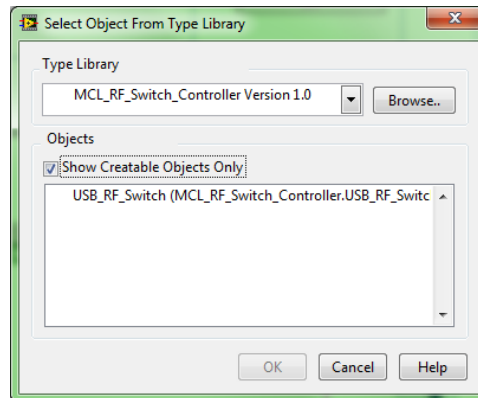 Select Object From Type Library
Type Library
MCL_RF_Switch_Controller Version 1.0
Browse..
Objects
Show Creatable Objects Only
USB_RF_Switch (MCL_RF_Switch_Controller.USB_RF_Switc
OK Cancel Help